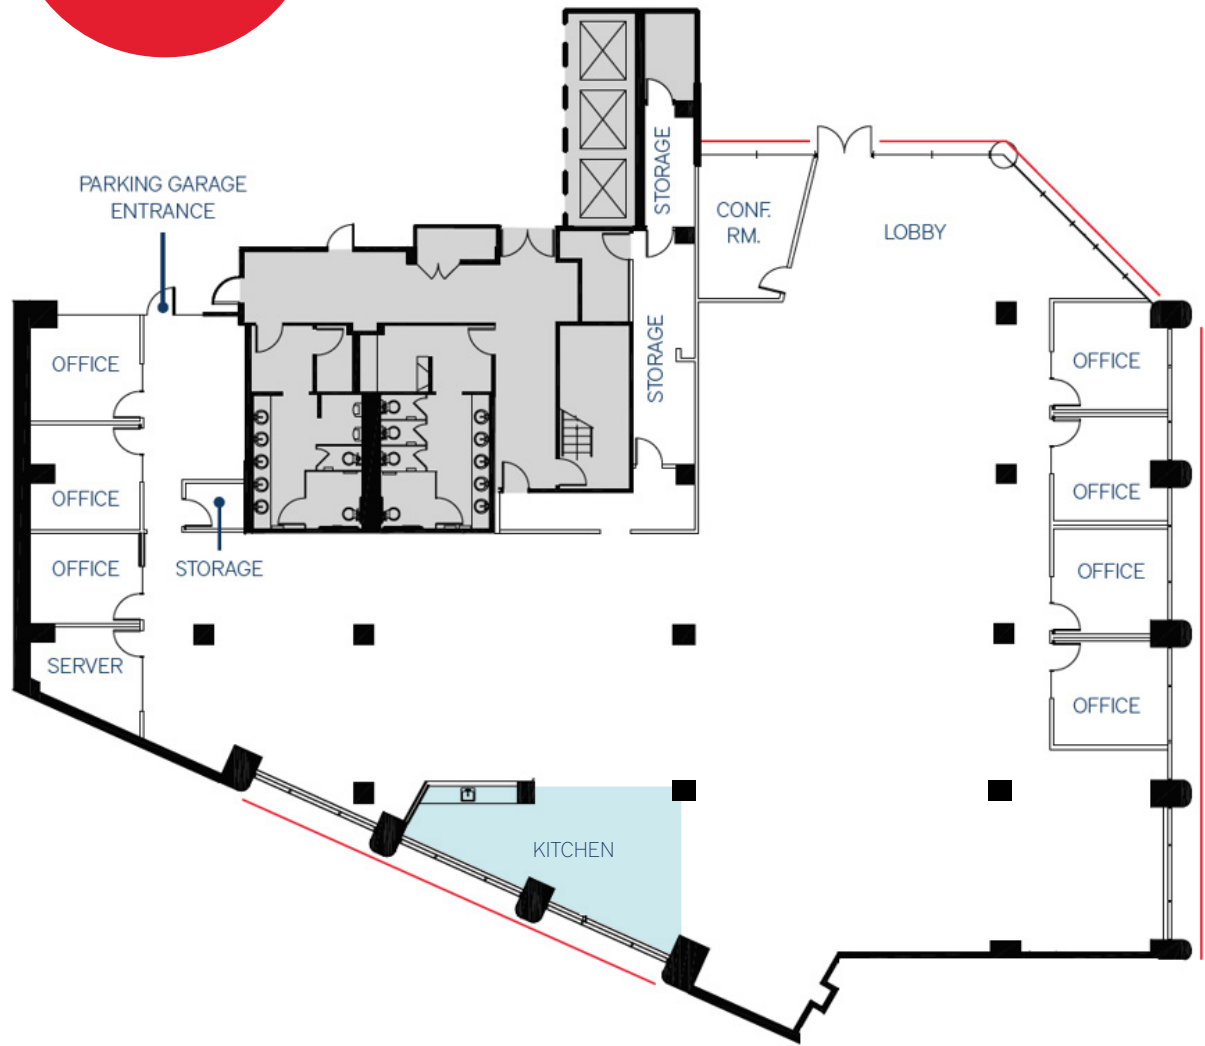 PARKING GARAGE
ENTRANCE
STORAGE
CONF.
RM.
LOBBY
OFFICE
STORAGE
OFFICE
OFFICE
OFFICE
OFFICE
STORAGE
OFFICE
SERVER
OFFICE
KITCHEN